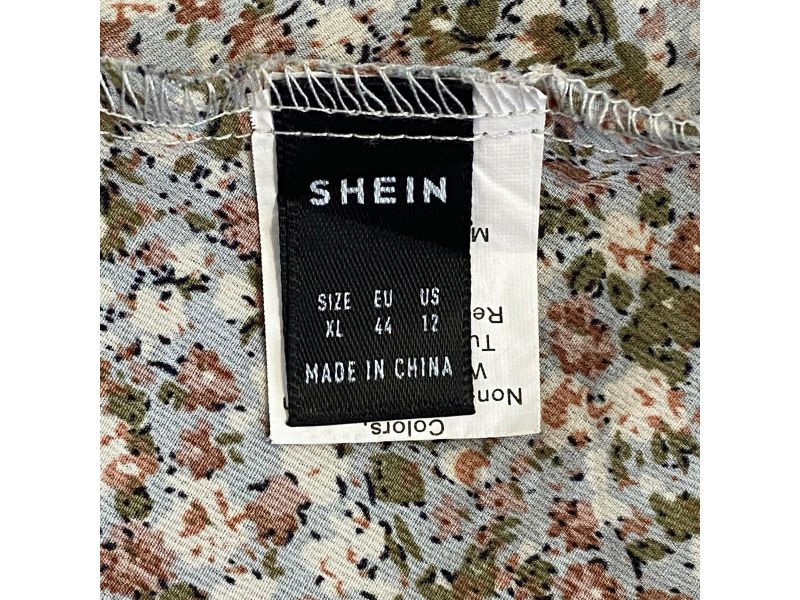 SHEIN
SIZE EU US
XL 44 12
MADE IN CHINA
Colors.